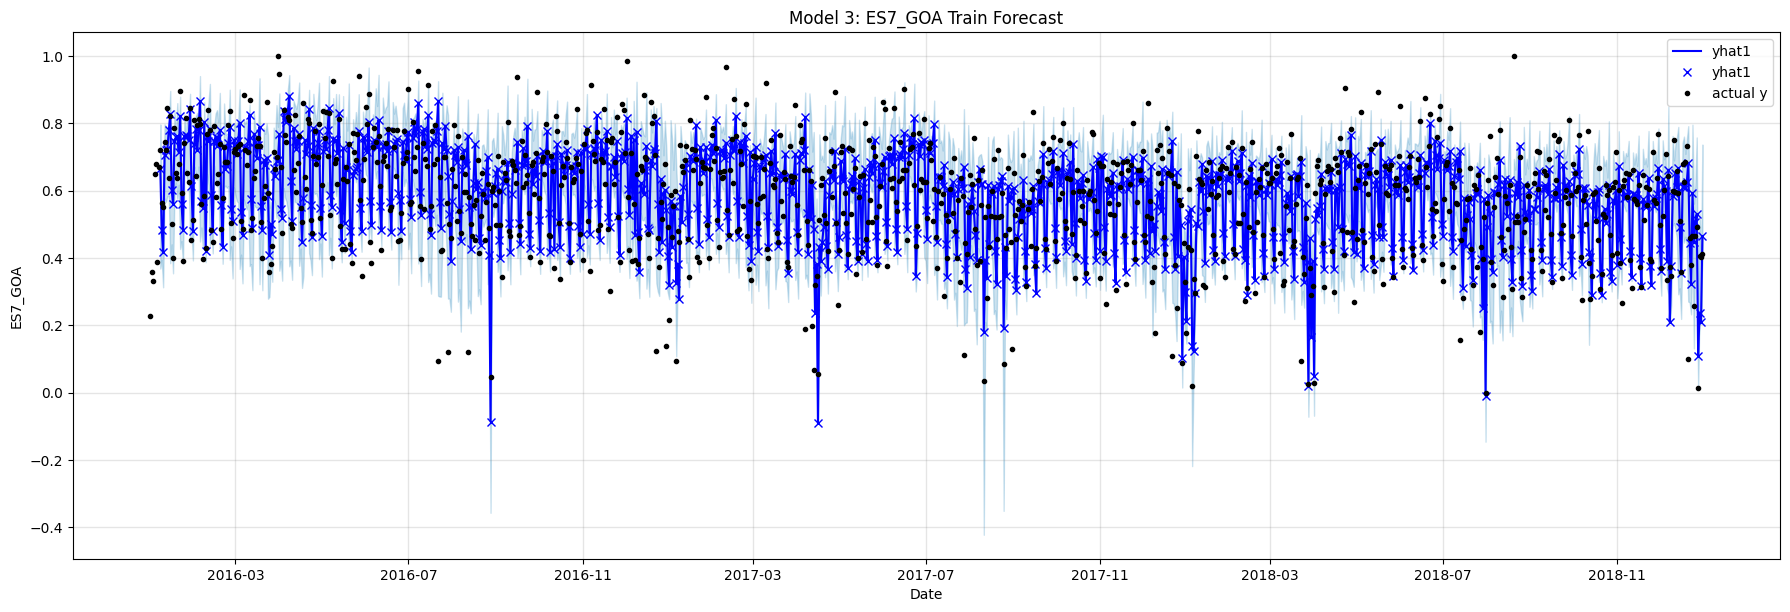 Model 3: ES7_GOA Train Forecast
yhat1
yhat1
actual y
ES7_GOA
1.0
0.8
0.6
0.4
0.2
0.0
−0.2
−0.4
2016-03
2016-07
2016-11
2017-03
2017-07
2017-11
2018-03
2018-07
2018-11
Date